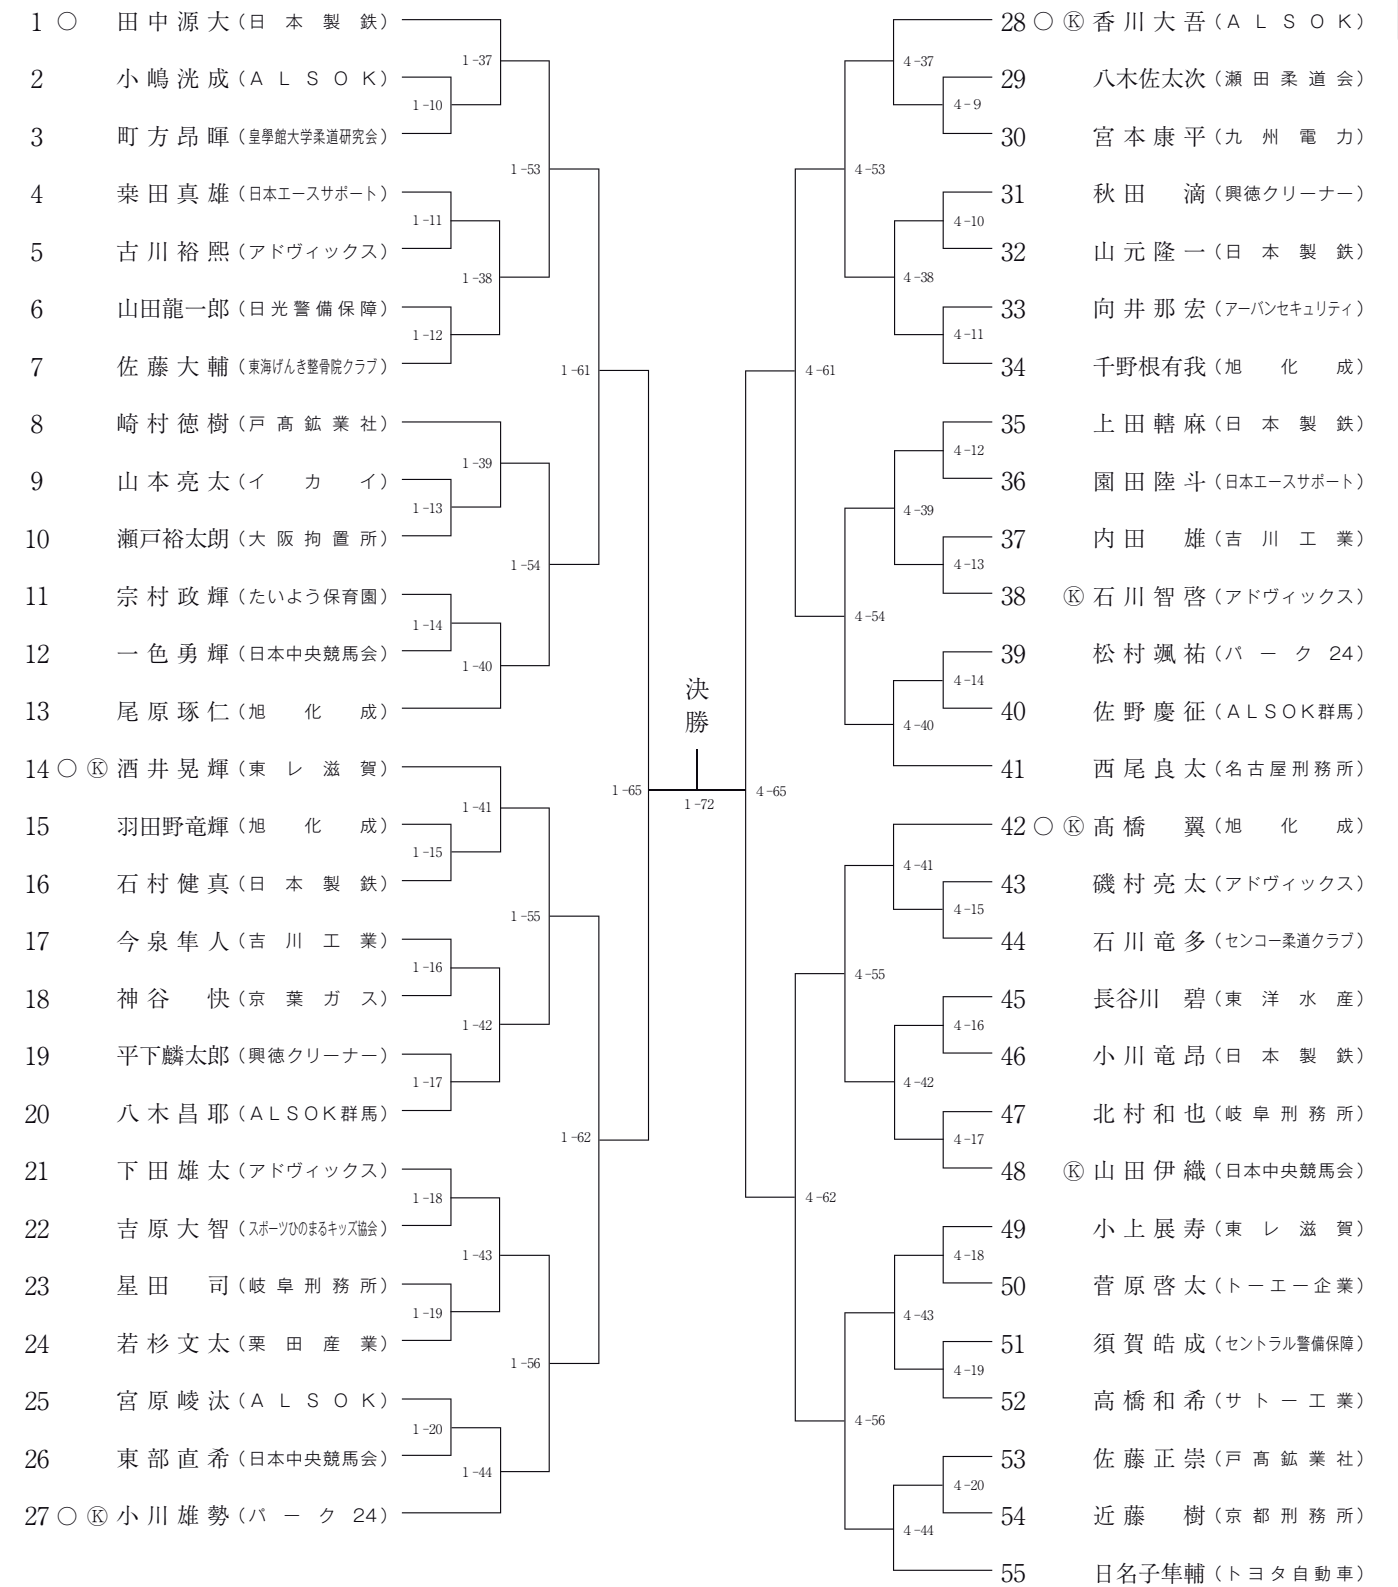 1 ○ 田中源大（日本製鉄）
2 小嶋洸成（ＡＬＳＯＫ）
3 町方昂暉（皇學館大学柔道研究会）
4 桒田真雄（日本エースサポート）
5 古川裕熙（アドヴィックス）
6 山田龍一郎（日光警備保障）
7 佐藤大輔（東海げんき整骨院クラブ）
8 崎村徳樹（戸髙鉱業社）
9 山本亮太（イカイ）
10 瀬戸裕太朗（大阪拘置所）
11 宗村政輝（たいよう保育園）
12 一色勇輝（日本中央競馬会）
13 尾原琢仁（旭化成）
14 ○ Ⓚ 酒井晃輝（東レ滋賀）
15 羽田野竜輝（旭化成）
16 石村健真（日本製鉄）
17 今泉隼人（吉川工業）
18 神谷快（京葉ガス）
19 平下麟太郎（興徳クリーナー）
20 八木昌耶（ＡＬＳＯＫ群馬）
21 下田雄太（アドヴィックス）
22 吉原大智（スポーツひのまるキッズ協会）
23 星田司（岐阜刑務所）
24 若杉文太（栗田産業）
25 宮原崚汰（ＡＬＳＯＫ）
26 東部直希（日本中央競馬会）
27 ○ Ⓚ 小川雄勢（パーク24）
1-37
1-10
1-53
1-11
1-38
1-12
1-61
1-39
1-13
1-54
1-14
1-40
1-65
1-41
1-15
1-55
1-16
1-42
1-17
1-62
1-18
1-43
1-19
1-56
1-20
1-44
決勝
1-72
4-37
4-9
4-53
4-10
4-38
4-11
4-61
4-12
4-39
4-13
4-54
4-14
4-40
4-65
4-41
4-15
4-55
4-16
4-42
4-17
4-62
4-18
4-43
4-19
4-56
4-20
4-44
28 ○ Ⓚ 香川大吾（ＡＬＳＯＫ）
29 八木佐太次（瀬田柔道会）
30 宮本康平（九州電力）
31 秋田滴（興徳クリーナー）
32 山元隆一（日本製鉄）
33 向井那宏（アーバンセキュリティ）
34 千野根有我（旭化成）
35 上田轄麻（日本製鉄）
36 園田陸斗（日本エースサポート）
37 内田雄（吉川工業）
38 Ⓚ 石川智啓（アドヴィックス）
39 松村颯祐（パーク24）
40 佐野慶征（ＡＬＳＯＫ群馬）
41 西尾良太（名古屋刑務所）
42 ○ Ⓚ 髙橋翼（旭化成）
43 磯村亮太（アドヴィックス）
44 石川竜多（センコー柔道クラブ）
45 長谷川碧（東洋水産）
46 小川竜昂（日本製鉄）
47 北村和也（岐阜刑務所）
48 Ⓚ 山田伊織（日本中央競馬会）
49 小上展寿（東レ滋賀）
50 菅原啓太（トーエー企業）
51 須賀皓成（セントラル警備保障）
52 高橋和希（サトー工業）
53 佐藤正崇（戸髙鉱業社）
54 近藤樹（京都刑務所）
55 日名子隼輔（トヨタ自動車）